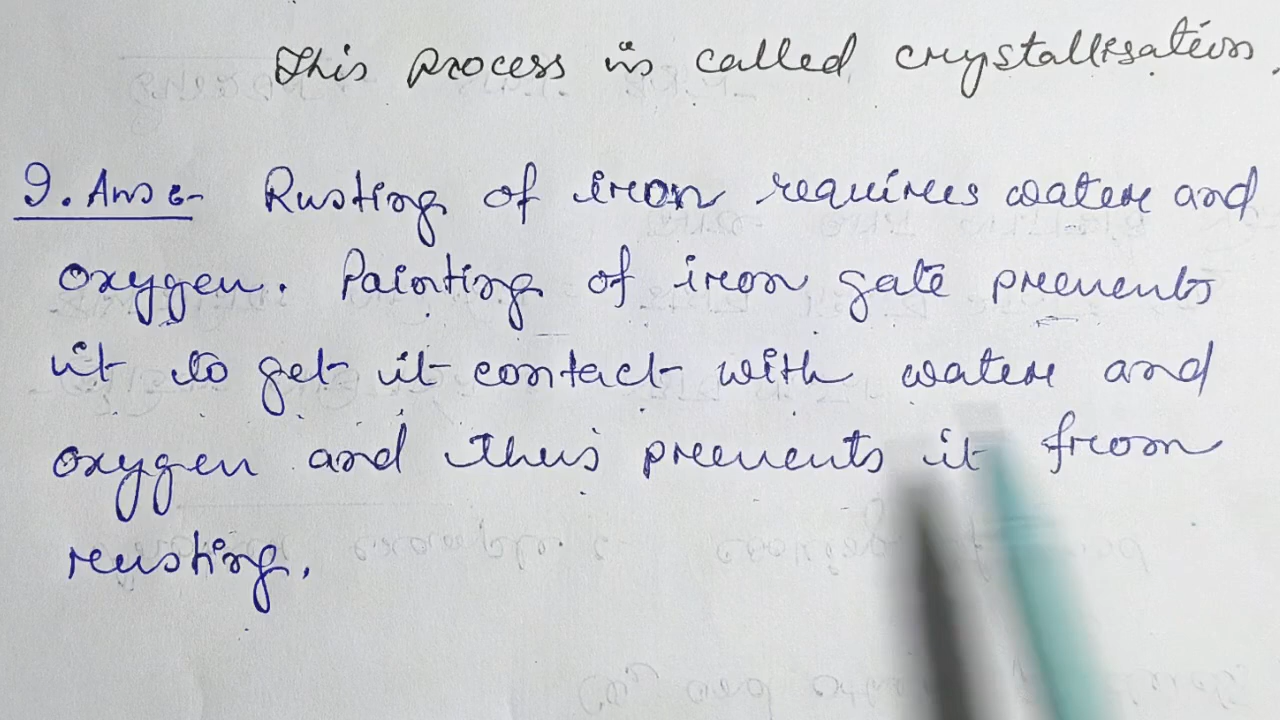 This process is called crystallisation.
9. Ans:- Rusting of iron requires water and
oxygen. Painting of iron gate prevents
it to get it contact with water and
oxygen and thus prevents it from
rusting.